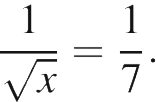 1/√x = 1/7.